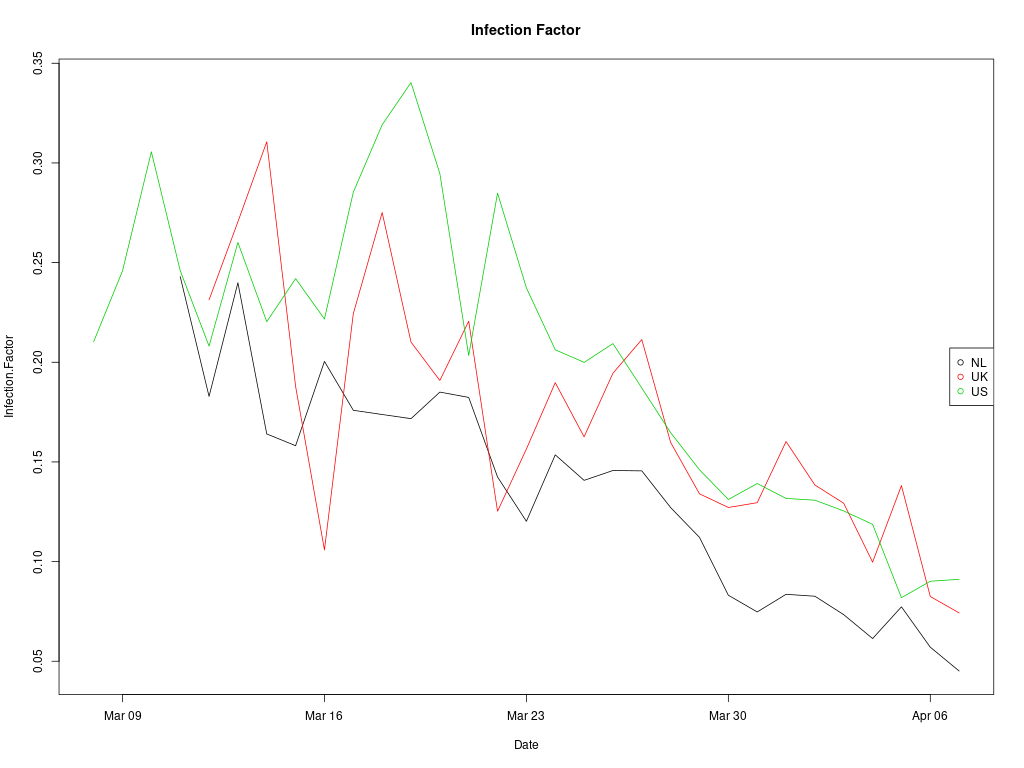 Infection Factor
Infection.Factor
0.35
0.30
0.25
0.20
0.15
0.10
0.05
NL
UK
US
Mar 09
Mar 16
Mar 23
Mar 30
Apr 06
Date